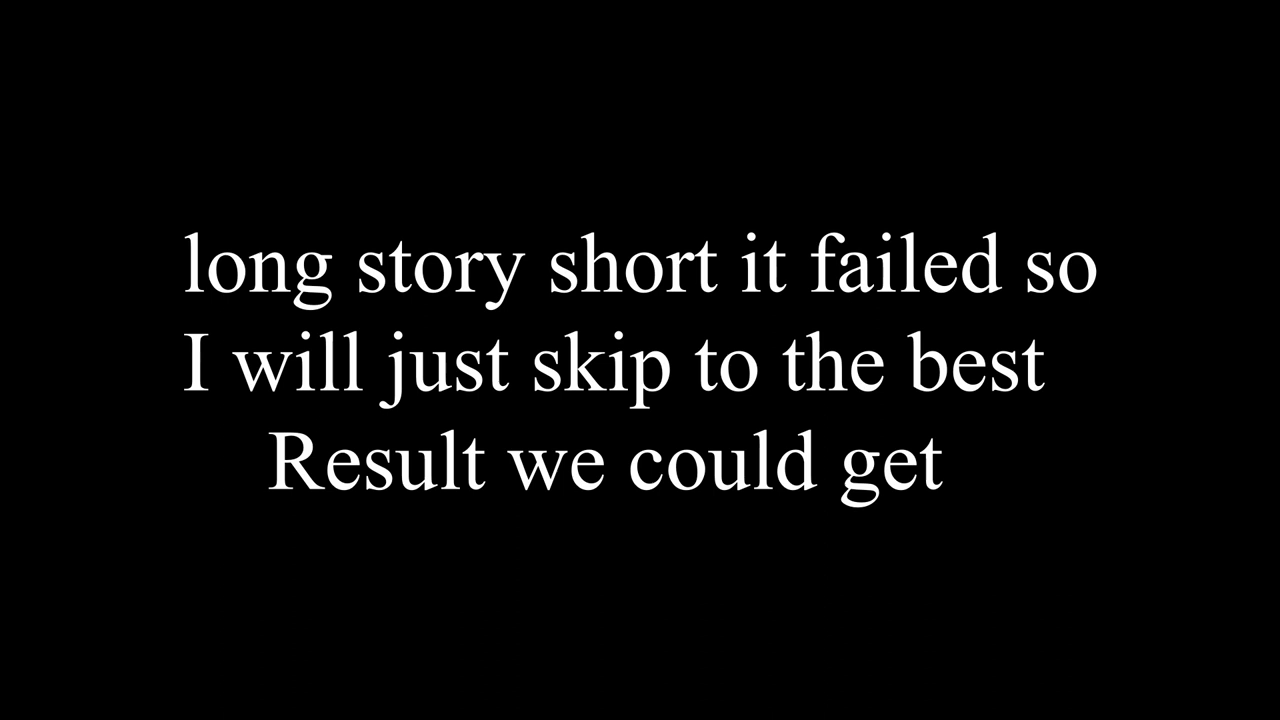 long story short it failed so
I will just skip to the best
Result we could get